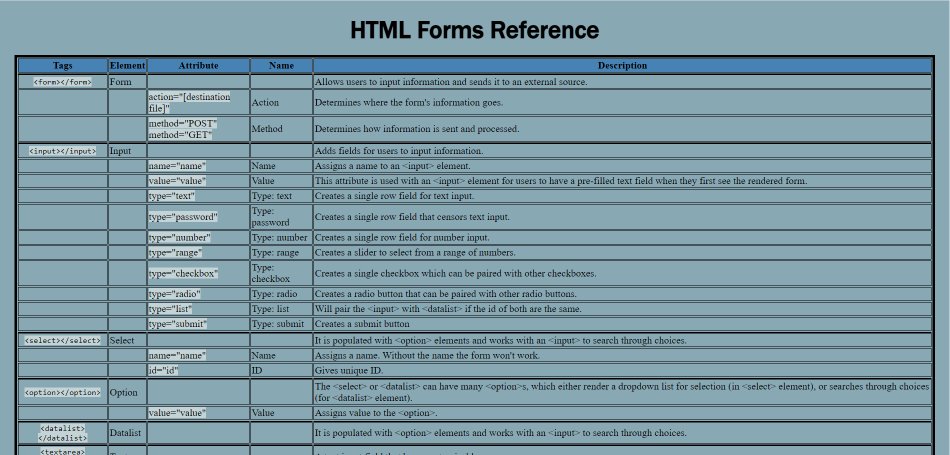 HTML Forms Reference
Tags Element Attribute Name Description
<form></form> Form Allows users to input information and sends it to an external source.
action="[destination
file]" Action Determines where the form's information goes.
method="POST"
method="GET" Method Determines how information is sent and processed.
<input></input> Input Adds fields for users to input information.
name="name" Name Assigns a name to an <input> element.
value="value" Value This attribute is used with an <input> element for users to have a pre-filled text field when they first see the rendered form.
type="text" Type: text Creates a single row field for text input.
type="password" Type:
password Creates a single row field that censors text input.
type="number" Type: number Creates a single row field for number input.
type="range" Type: range Creates a slider to select from a range of numbers.
type="checkbox" Type:
checkbox Creates a single checkbox which can be paired with other checkboxes.
type="radio" Type: radio Creates a radio button that can be paired with other radio buttons.
type="list" Type: list Will pair the <input> with <datalist> if the id of both are the same.
type="submit" Type: submit Creates a submit button
<select></select> Select It is populated with <option> elements and works with an <input> to search through choices.
name="name" Name Assigns a name. Without the name the form won't work.
id="id" ID Gives unique ID.
<option></option> Option The <select> or <datalist> can have many <option>s, which either render a dropdown list for selection (in <select> element), or searches through choices
(for <datalist> element).
value="value" Value Assigns value to the <option>.
<datalist>
</datalist> Datalist It is populated with <option> elements and works with an <input> to search through choices.
<textarea>